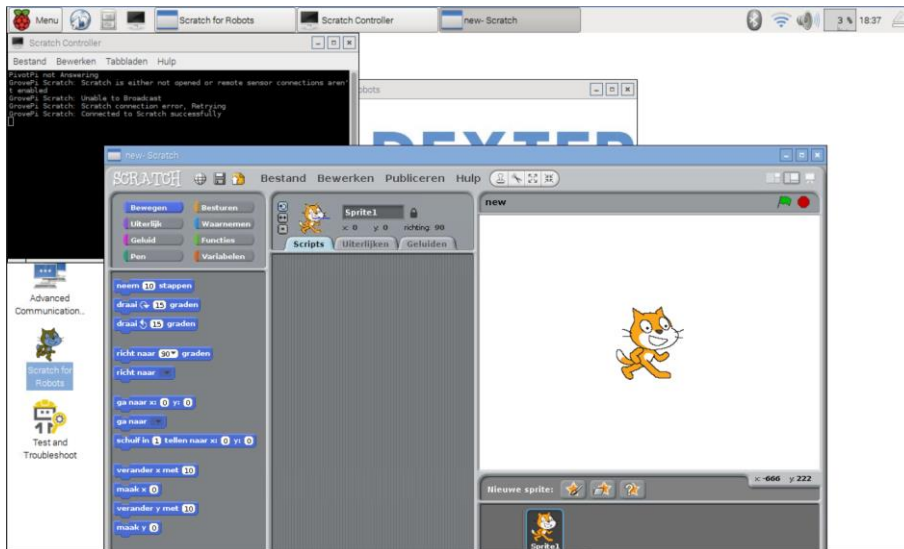 Menu
Scratch for Robots
Scratch Controller
new- Scratch
3 %
18:37
Scratch Controller
Bestand Bewerken Tabbladen Hulp
PivotPi not Answering
GrovePi Scratch: Scratch is either not opened or remote sensor connections aren'
t enabled
GrovePi Scratch: Unable to Broadcast
GrovePi Scratch: Scratch connection error, Retrying
GrovePi Scratch: Connected to Scratch successfully
obots
DEXTER
new- Scratch
SCRATCH
Bestand Bewerken Publiceren Hulp
Bewegen Besturen
Uiterlijk Waarnemen
Geluid Functies
Pen Variabelen
neem 10 stappen
draai 15 graden
draai 15 graden
richt naar 90 graden
richt naar
ga naar x: 0 y: 0
ga naar
schuif in 1 tellen naar x: 0 y: 0
verander x met 10
maak x 0
verander y met 10
maak y 0
Sprite1
x: 0 y: 0 richting: 90
Scripts Uiterlijken Geluiden
new
x: -666 y: 222
Nieuwe sprite:
Sprite1
Advanced
Communication..
Scratch for
Robots
Test and
Troubleshoot